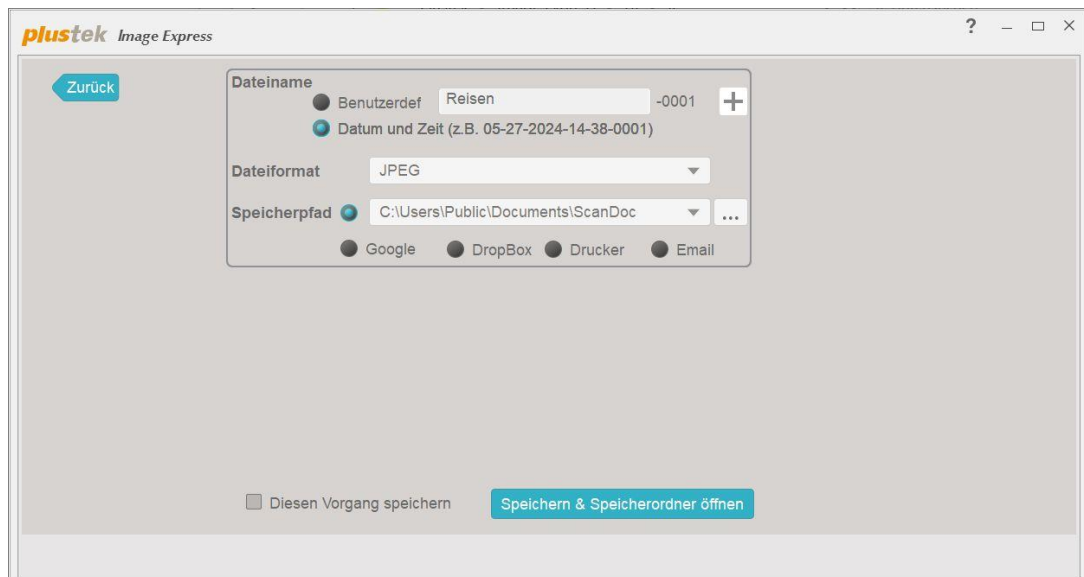 plustek Image Express
?
Zurück
Dateiname
Benutzerdef Reisen -0001
Datum und Zeit (z.B. 05-27-2024-14-38-0001)
Dateiformat JPEG
Speicherpfad C:\Users\Public\Documents\ScanDoc ...
Google DropBox Drucker Email
Diesen Vorgang speichern Speichern & Speicherordner öffnen